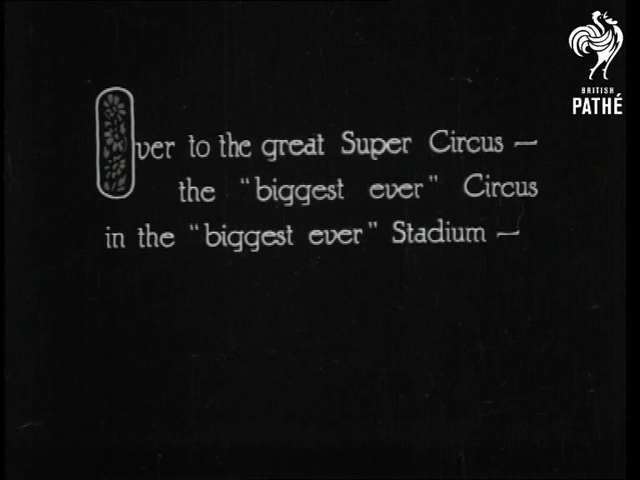 Over to the great Super Circus —
the "biggest ever" Circus
in the "biggest ever" Stadium —
BRITISH
PATHÉ